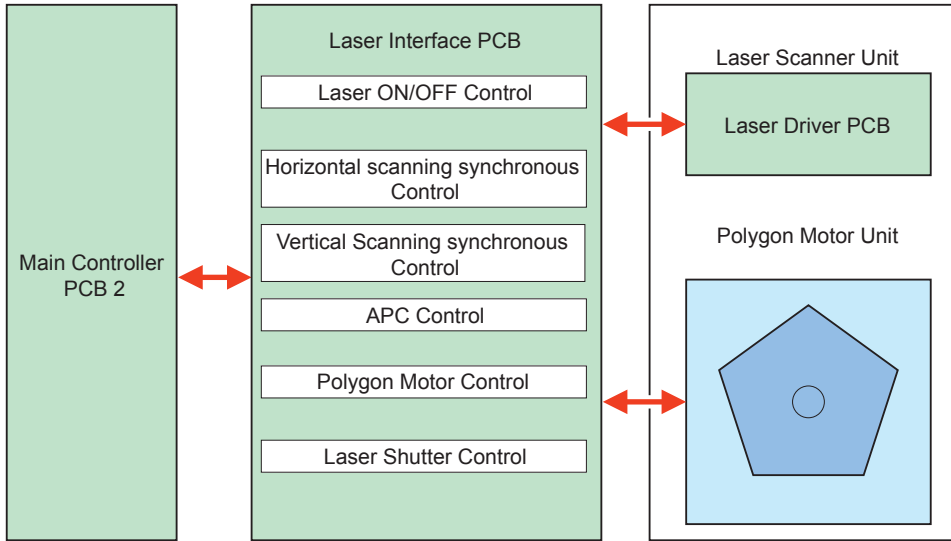 Main Controller
PCB 2
Laser Interface PCB
Laser ON/OFF Control
Horizontal scanning synchronous
Control
Vertical Scanning synchronous
Control
APC Control
Polygon Motor Control
Laser Shutter Control
Laser Scanner Unit
Laser Driver PCB
Polygon Motor Unit